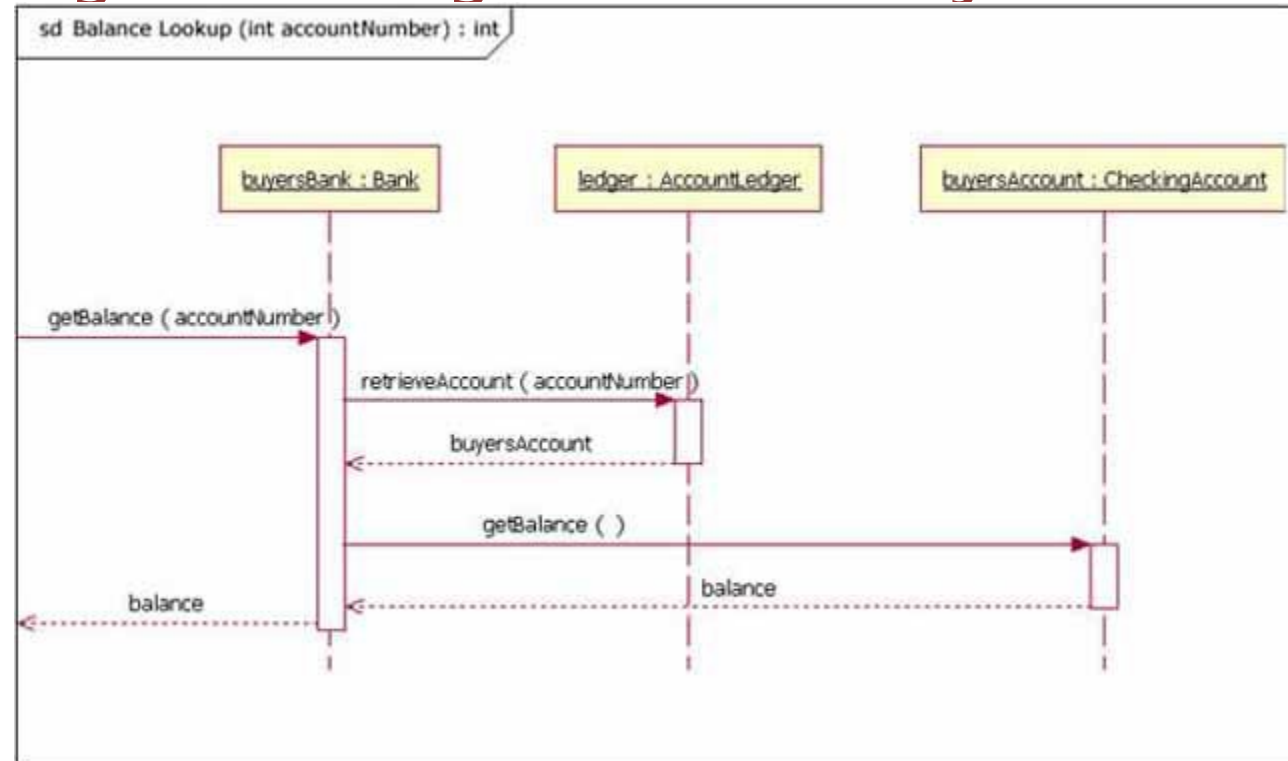 sd Balance Lookup (int accountNumber) : int
buyersBank : Bank
ledger : AccountLedger
buyersAccount : CheckingAccount
getBalance ( accountNumber )
retrieveAccount ( accountNumber )
buyersAccount
getBalance ( )
balance
balance